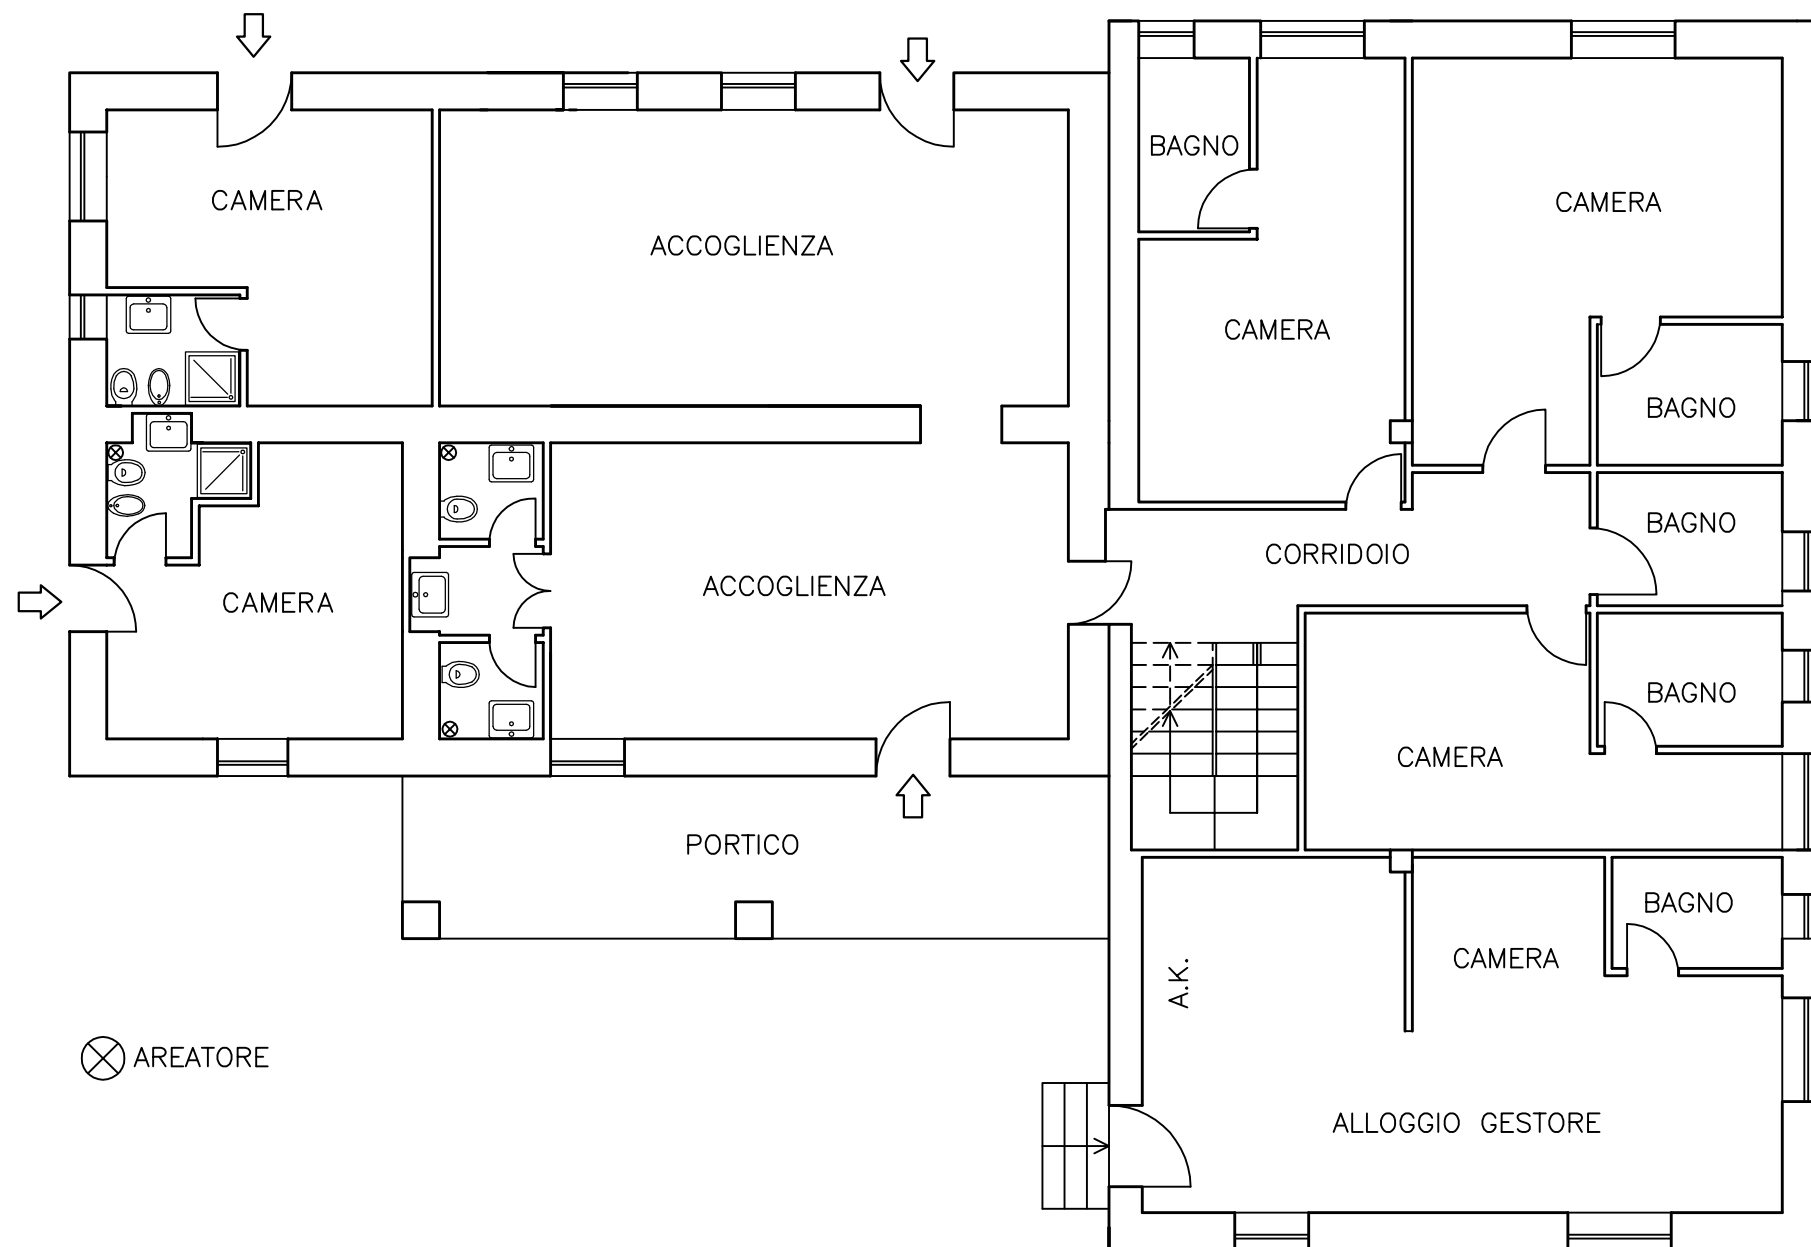 BAGNO
CAMERA
CAMERA
ACCOGLIENZA
CAMERA
BAGNO
BAGNO
CORRIDOIO
ACCOGLIENZA
CAMERA
BAGNO
CAMERA
PORTICO
BAGNO
CAMERA
A.K.
AREATORE
ALLOGGIO GESTORE